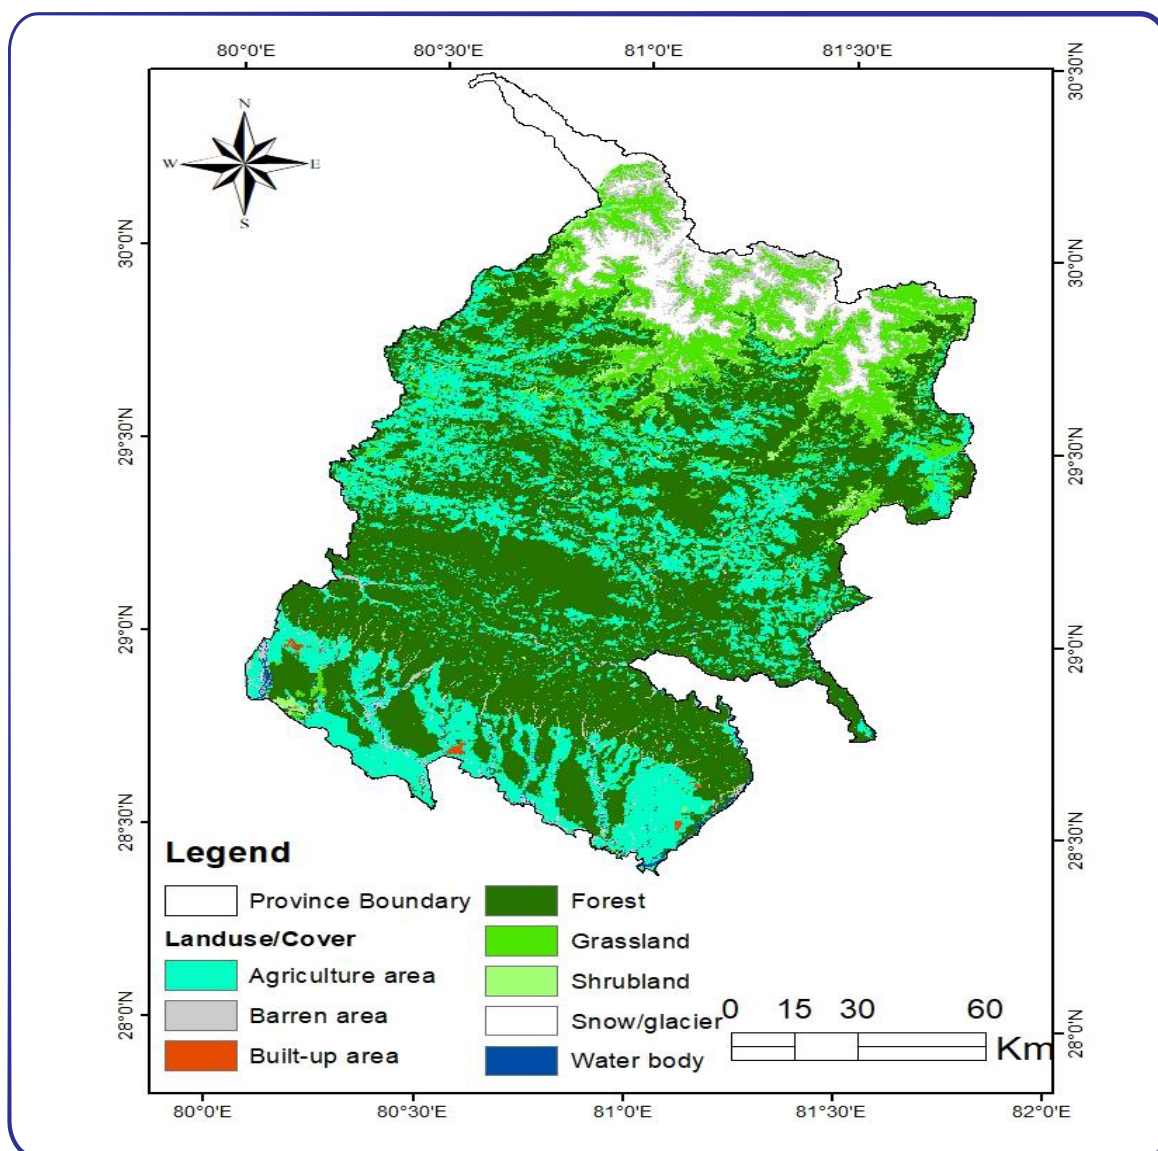 80°0'E 80°30'E 81°0'E 81°30'E
30°30'N
N
W E
S
30°0'N 30°0'N
29°30'N 29°30'N
29°0'N 29°0'N
28°30'N 28°30'N
Legend
Province Boundary Forest
Landuse/Cover Grassland
Agriculture area Shrubland
Barren area Snow/glacier
Built-up area Water body
0 15 30 60
Km
28°0'N 28°0'N
80°0'E 80°30'E 81°0'E 81°30'E 82°0'E